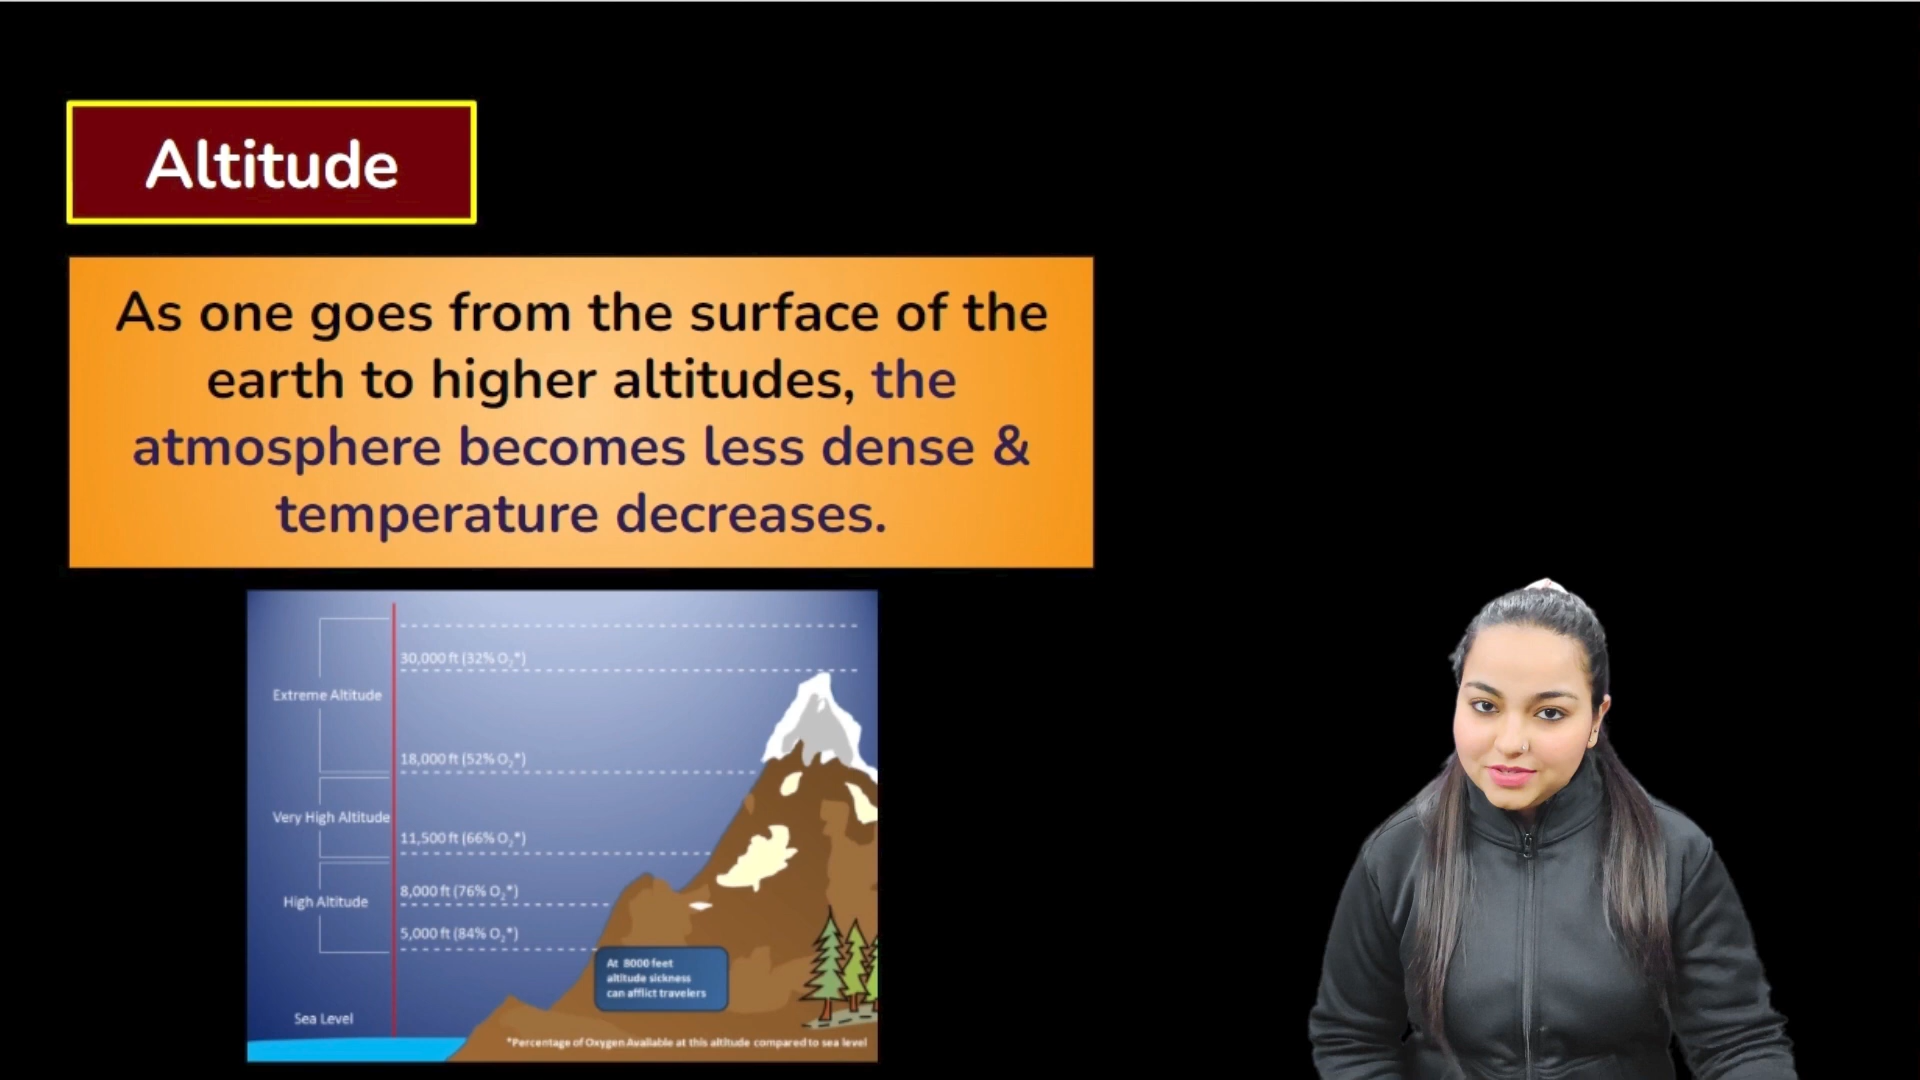 Altitude
As one goes from the surface of the
earth to higher altitudes, the
atmosphere becomes less dense &
temperature decreases.
30,000 ft (32% O₂*)
Extreme Altitude
18,000 ft (52% O₂*)
Very High Altitude
11,500 ft (66% O₂*)
8,000 ft (76% O₂*)
High Altitude
5,000 ft (84% O₂*)
At 8000 feet
altitude sickness
can afflict travelers
Sea Level
*Percentage of Oxygen Available at this altitude compared to sea level